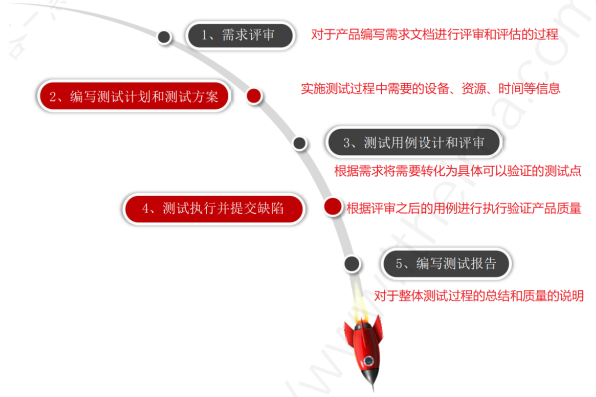 1、需求评审
对于产品编写需求文档进行评审和评估的过程
2、编写测试计划和测试方案
实施测试过程中需要的设备、资源、时间等信息
3、测试用例设计和评审
根据需求将需要转化为具体可以验证的测试点
4、测试执行并提交缺陷
根据评审之后的用例进行执行验证产品质量
5、编写测试报告
对于整体测试过程的总结和质量的说明